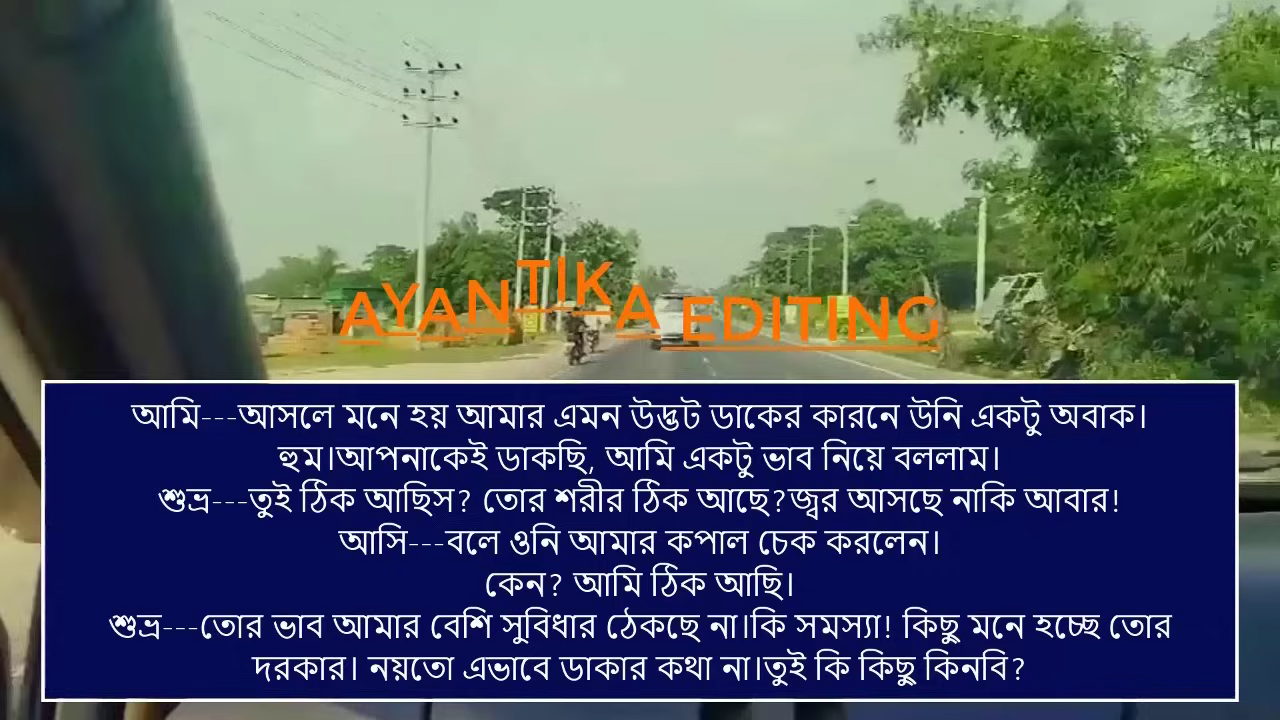 AYANTIKA EDITING
আমি---আসলে মনে হয় আমার এমন উদ্ভট ডাকের কারনে উনি একটু অবাক।
হুম।আপনাকেই ডাকছি, আমি একটু ভাব নিয়ে বললাম।
শুভ্র---তুই ঠিক আছিস? তোর শরীর ঠিক আছে?জ্বর আসছে নাকি আবার!
আসি---বলে ওনি আমার কপাল চেক করলেন।
কেন? আমি ঠিক আছি।
শুভ্র---তোর ভাব আমার বেশি সুবিধার ঠেকছে না।কি সমস্যা! কিছু মনে হচ্ছে তোর
দরকার। নয়তো এভাবে ডাকার কথা না।তুই কি কিছু কিনবি?